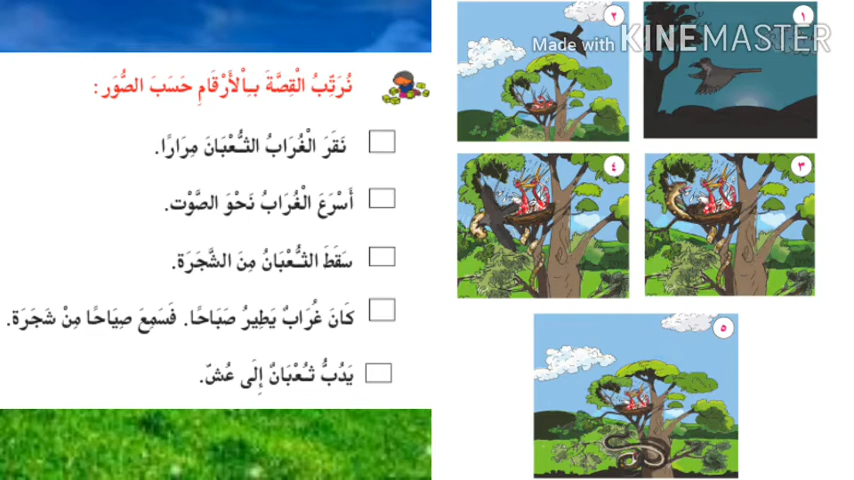 نُرَتِّبُ الْقِصَّةَ بِالْأَرْقَامِ حَسَبَ الصُّوَر :
نَقَرَ الْغُرَابُ الثُّعْبَانَ مِرَارًا.
أَسْرَعَ الْغُرَابُ نَحْوَ الصَّوْت.
سَقَطَ الثُّعْبَانُ مِنَ الشَّجَرَة.
كَانَ غُرَابٌ يَطِيرُ صَبَاحًا. فَسَمِعَ صِيَاحًا مِنْ شَجَرَة.
يَدُبُّ ثُعْبَانٌ إِلَى عُشّ.
Made with KINEMASTER
١
٢
٣
٤
٥